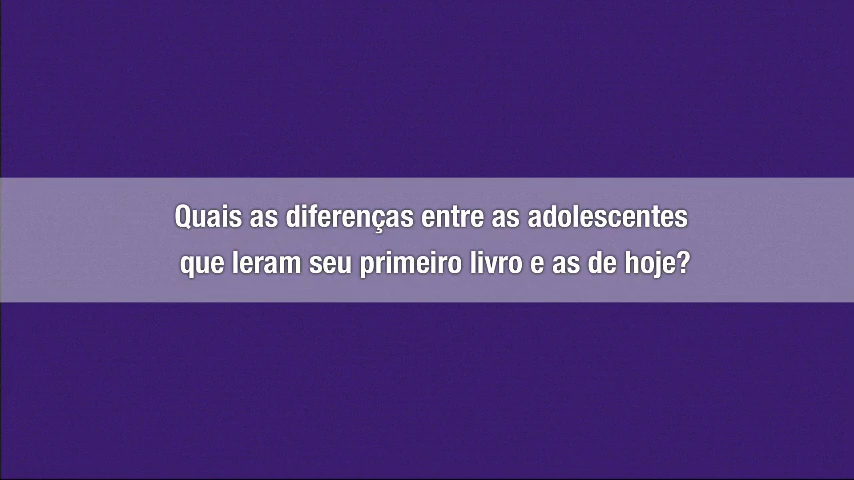 Quais as diferenças entre as adolescentes
que leram seu primeiro livro e as de hoje?